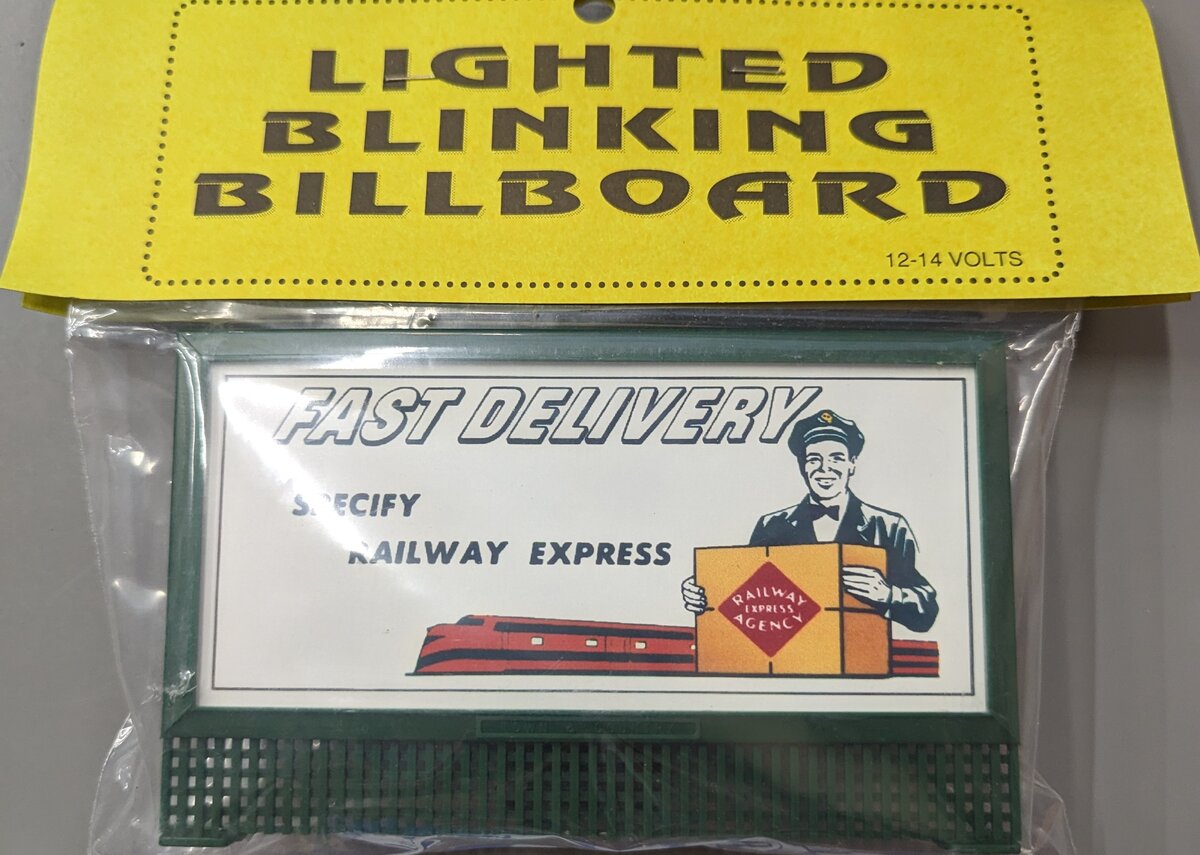 LIGHTED
BLINKING
BILLBOARD
12-14 VOLTS
FAST DELIVERY
SPECIFY
RAILWAY EXPRESS
RAILWAY
EXPRESS
AGENCY